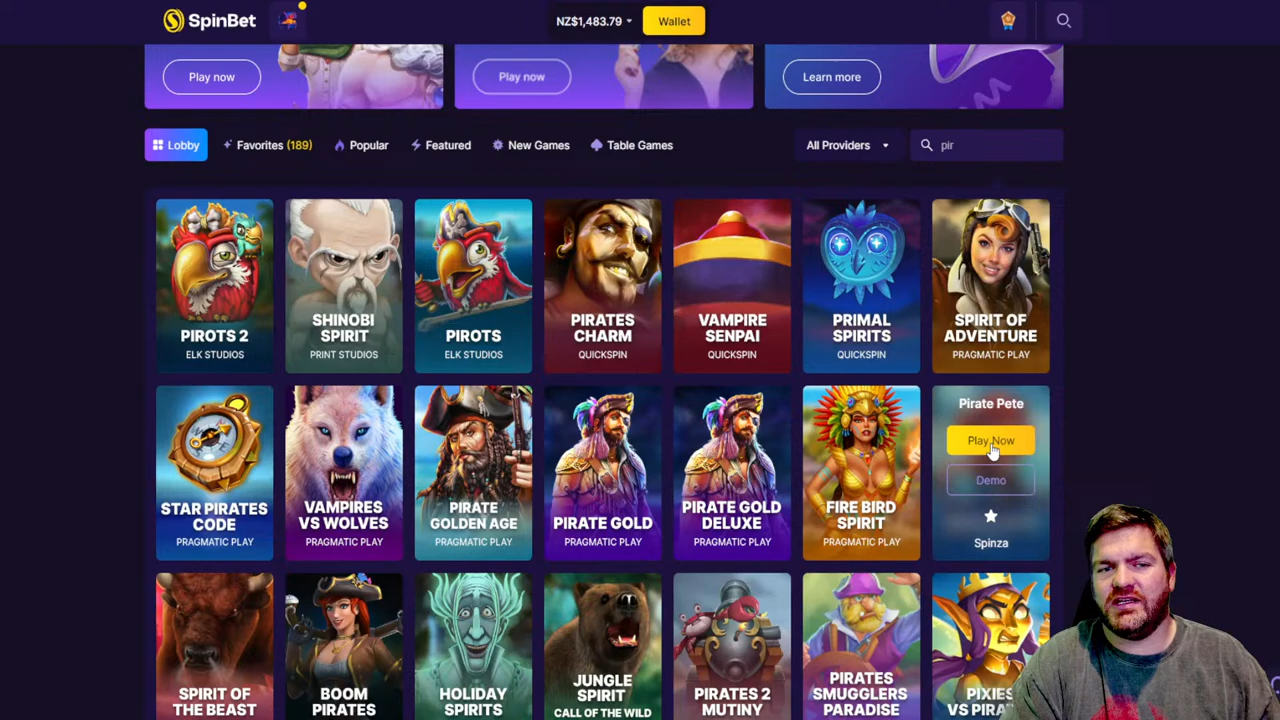 SpinBet
NZ$1,483.79
Wallet
Play now
Play now
Learn more
Lobby
Favorites (189)
Popular
Featured
New Games
Table Games
All Providers
pir
PIROTS 2
ELK STUDIOS
SHINOBI
SPIRIT
PRINT STUDIOS
PIROTS
ELK STUDIOS
PIRATES
CHARM
QUICKSPIN
VAMPIRE
SENPAI
QUICKSPIN
PRIMAL
SPIRITS
QUICKSPIN
SPIRIT OF
ADVENTURE
PRAGMATIC PLAY
STAR PIRATES
CODE
PRAGMATIC PLAY
VAMPIRES
VS WOLVES
PRAGMATIC PLAY
PIRATE
GOLDEN AGE
PRAGMATIC PLAY
PIRATE GOLD
PRAGMATIC PLAY
PIRATE GOLD
DELUXE
PRAGMATIC PLAY
FIRE BIRD
SPIRIT
PRAGMATIC PLAY
Pirate Pete
Play Now
Demo
Spinza
SPIRIT OF
THE BEAST
BOOM
PIRATES
HOLIDAY
SPIRITS
JUNGLE
SPIRIT
CALL OF THE WILD
PIRATES 2
MUTINY
PIRATES
SMUGGLERS
PARADISE
PIXIES
VS